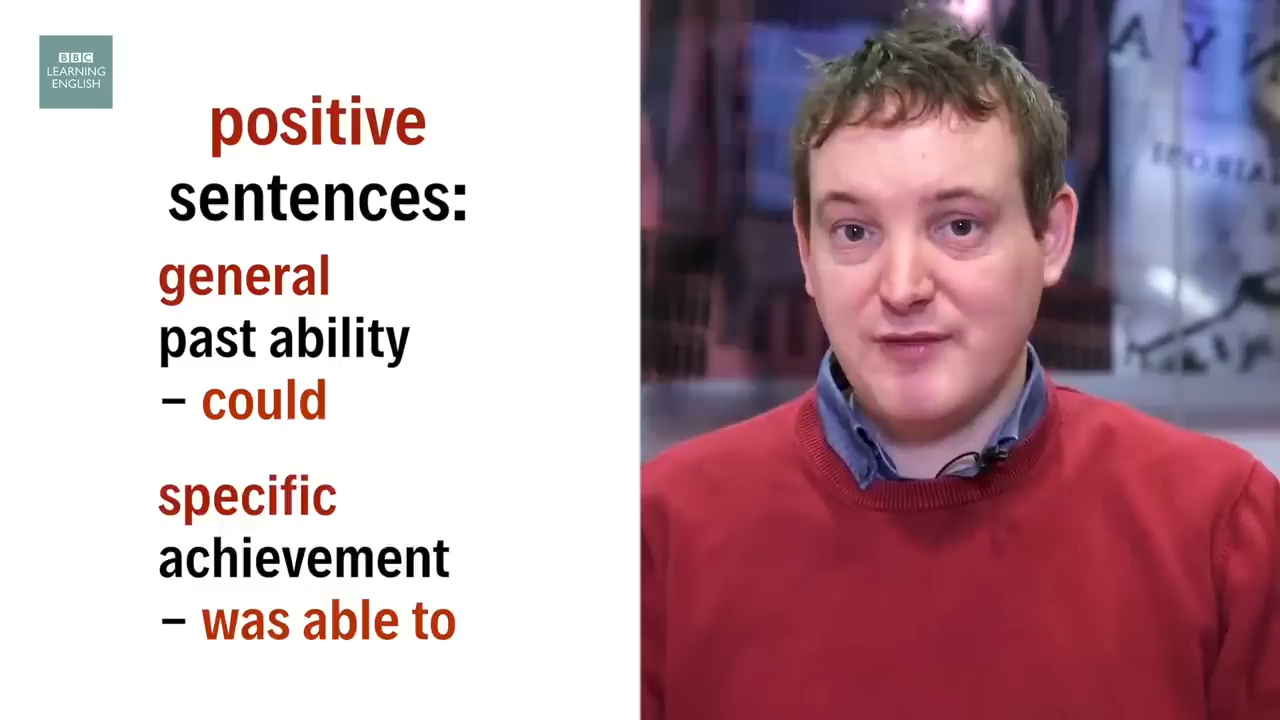 BBC
LEARNING
ENGLISH
positive
sentences:
general
past ability
– could
specific
achievement
– was able to